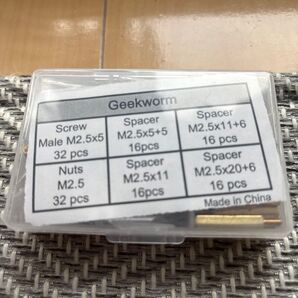 Geekworm
Screw Spacer Spacer
Male M2.5x5 M2.5x5+5 M2.5x11+6
32 pcs 16pcs 16 pcs
Nuts Spacer Spacer
M2.5 M2.5x11 M2.5x20+6
32 pcs 16pcs 16 pcs
Made in China